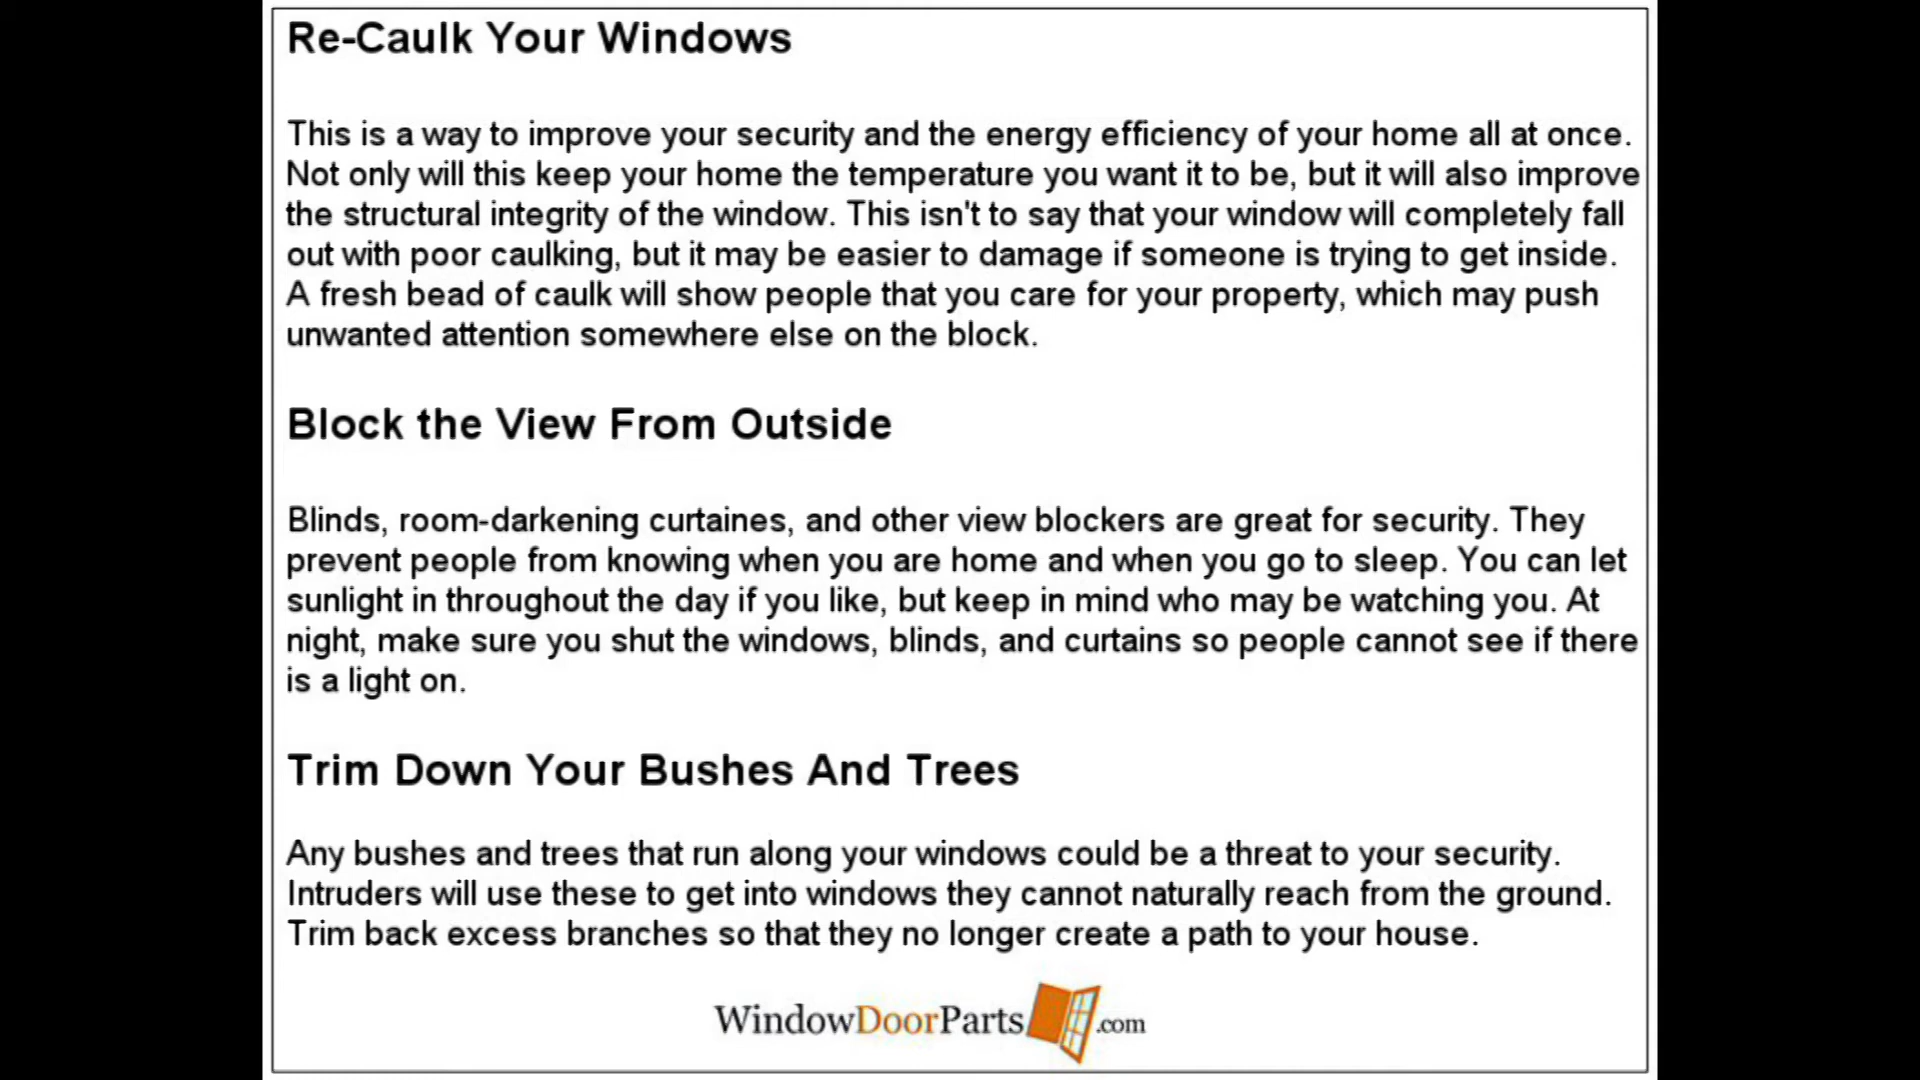 Re-Caulk Your Windows
This is a way to improve your security and the energy efficiency of your home all at once.
Not only will this keep your home the temperature you want it to be, but it will also improve
the structural integrity of the window. This isn't to say that your window will completely fall
out with poor caulking, but it may be easier to damage if someone is trying to get inside.
A fresh bead of caulk will show people that you care for your property, which may push
unwanted attention somewhere else on the block.
Block the View From Outside
Blinds, room-darkening curtaines, and other view blockers are great for security. They
prevent people from knowing when you are home and when you go to sleep. You can let
sunlight in throughout the day if you like, but keep in mind who may be watching you. At
night, make sure you shut the windows, blinds, and curtains so people cannot see if there
is a light on.
Trim Down Your Bushes And Trees
Any bushes and trees that run along your windows could be a threat to your security.
Intruders will use these to get into windows they cannot naturally reach from the ground.
Trim back excess branches so that they no longer create a path to your house.
WindowDoorParts.com